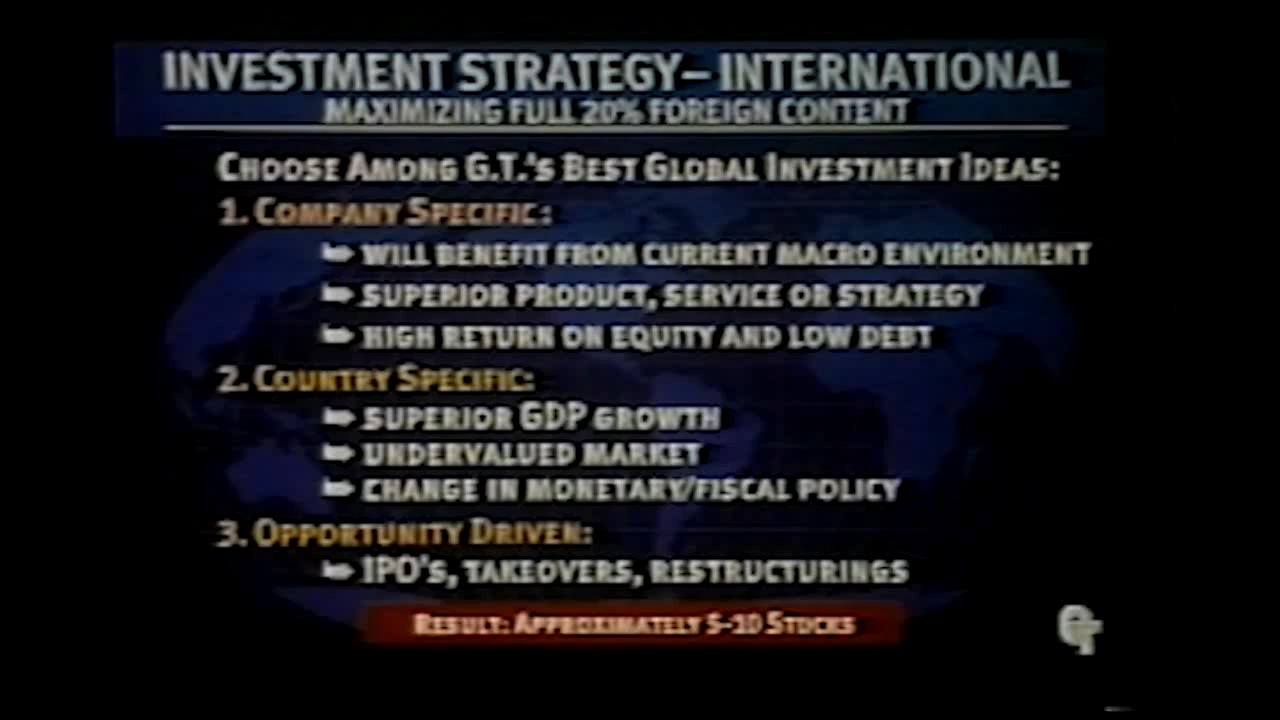 INVESTMENT STRATEGY–INTERNATIONAL
MAXIMIZING FULL 20% FOREIGN CONTENT
CHOOSE AMONG G.T.'S BEST GLOBAL INVESTMENT IDEAS:
1. COMPANY SPECIFIC:
WILL BENEFIT FROM CURRENT MACRO ENVIRONMENT
SUPERIOR PRODUCT, SERVICE OR STRATEGY
HIGH RETURN ON EQUITY AND LOW DEBT
2. COUNTRY SPECIFIC:
SUPERIOR GDP GROWTH
UNDERVALUED MARKET
CHANGE IN MONETARY/FISCAL POLICY
3. OPPORTUNITY DRIVEN:
IPO'S, TAKEOVERS, RESTRUCTURINGS
RESULT: APPROXIMATELY 5-10 STOCKS
GT